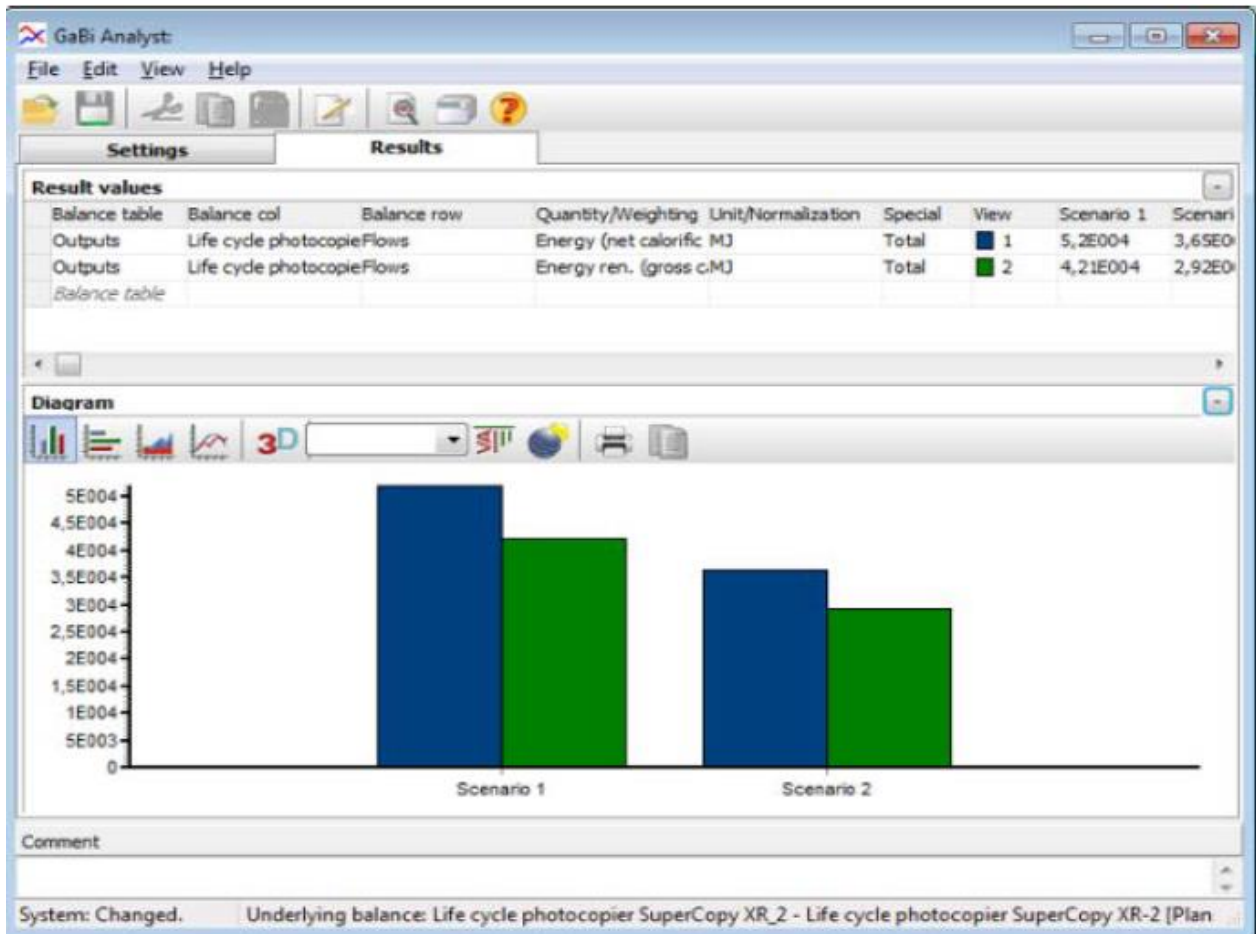 GaBi Analyst:
File Edit View Help
Settings Results
Result values
Balance table Balance col Balance row Quantity/Weighting Unit/Normalization Special View Scenario 1 Scenari
Outputs Life cycle photocopie Flows Energy (net calorific MJ Total 1 5,2E004 3,65E0
Outputs Life cycle photocopie Flows Energy ren. (gross c MJ Total 2 4,21E004 2,92E0
Balance table
Diagram
3D
5E004
4,5E004
4E004
3,5E004
3E004
2,5E004
2E004
1,5E004
1E004
5E003
0
Scenario 1 Scenario 2
Comment
System: Changed. Underlying balance: Life cycle photocopier SuperCopy XR_2 - Life cycle photocopier SuperCopy XR-2 [Plan